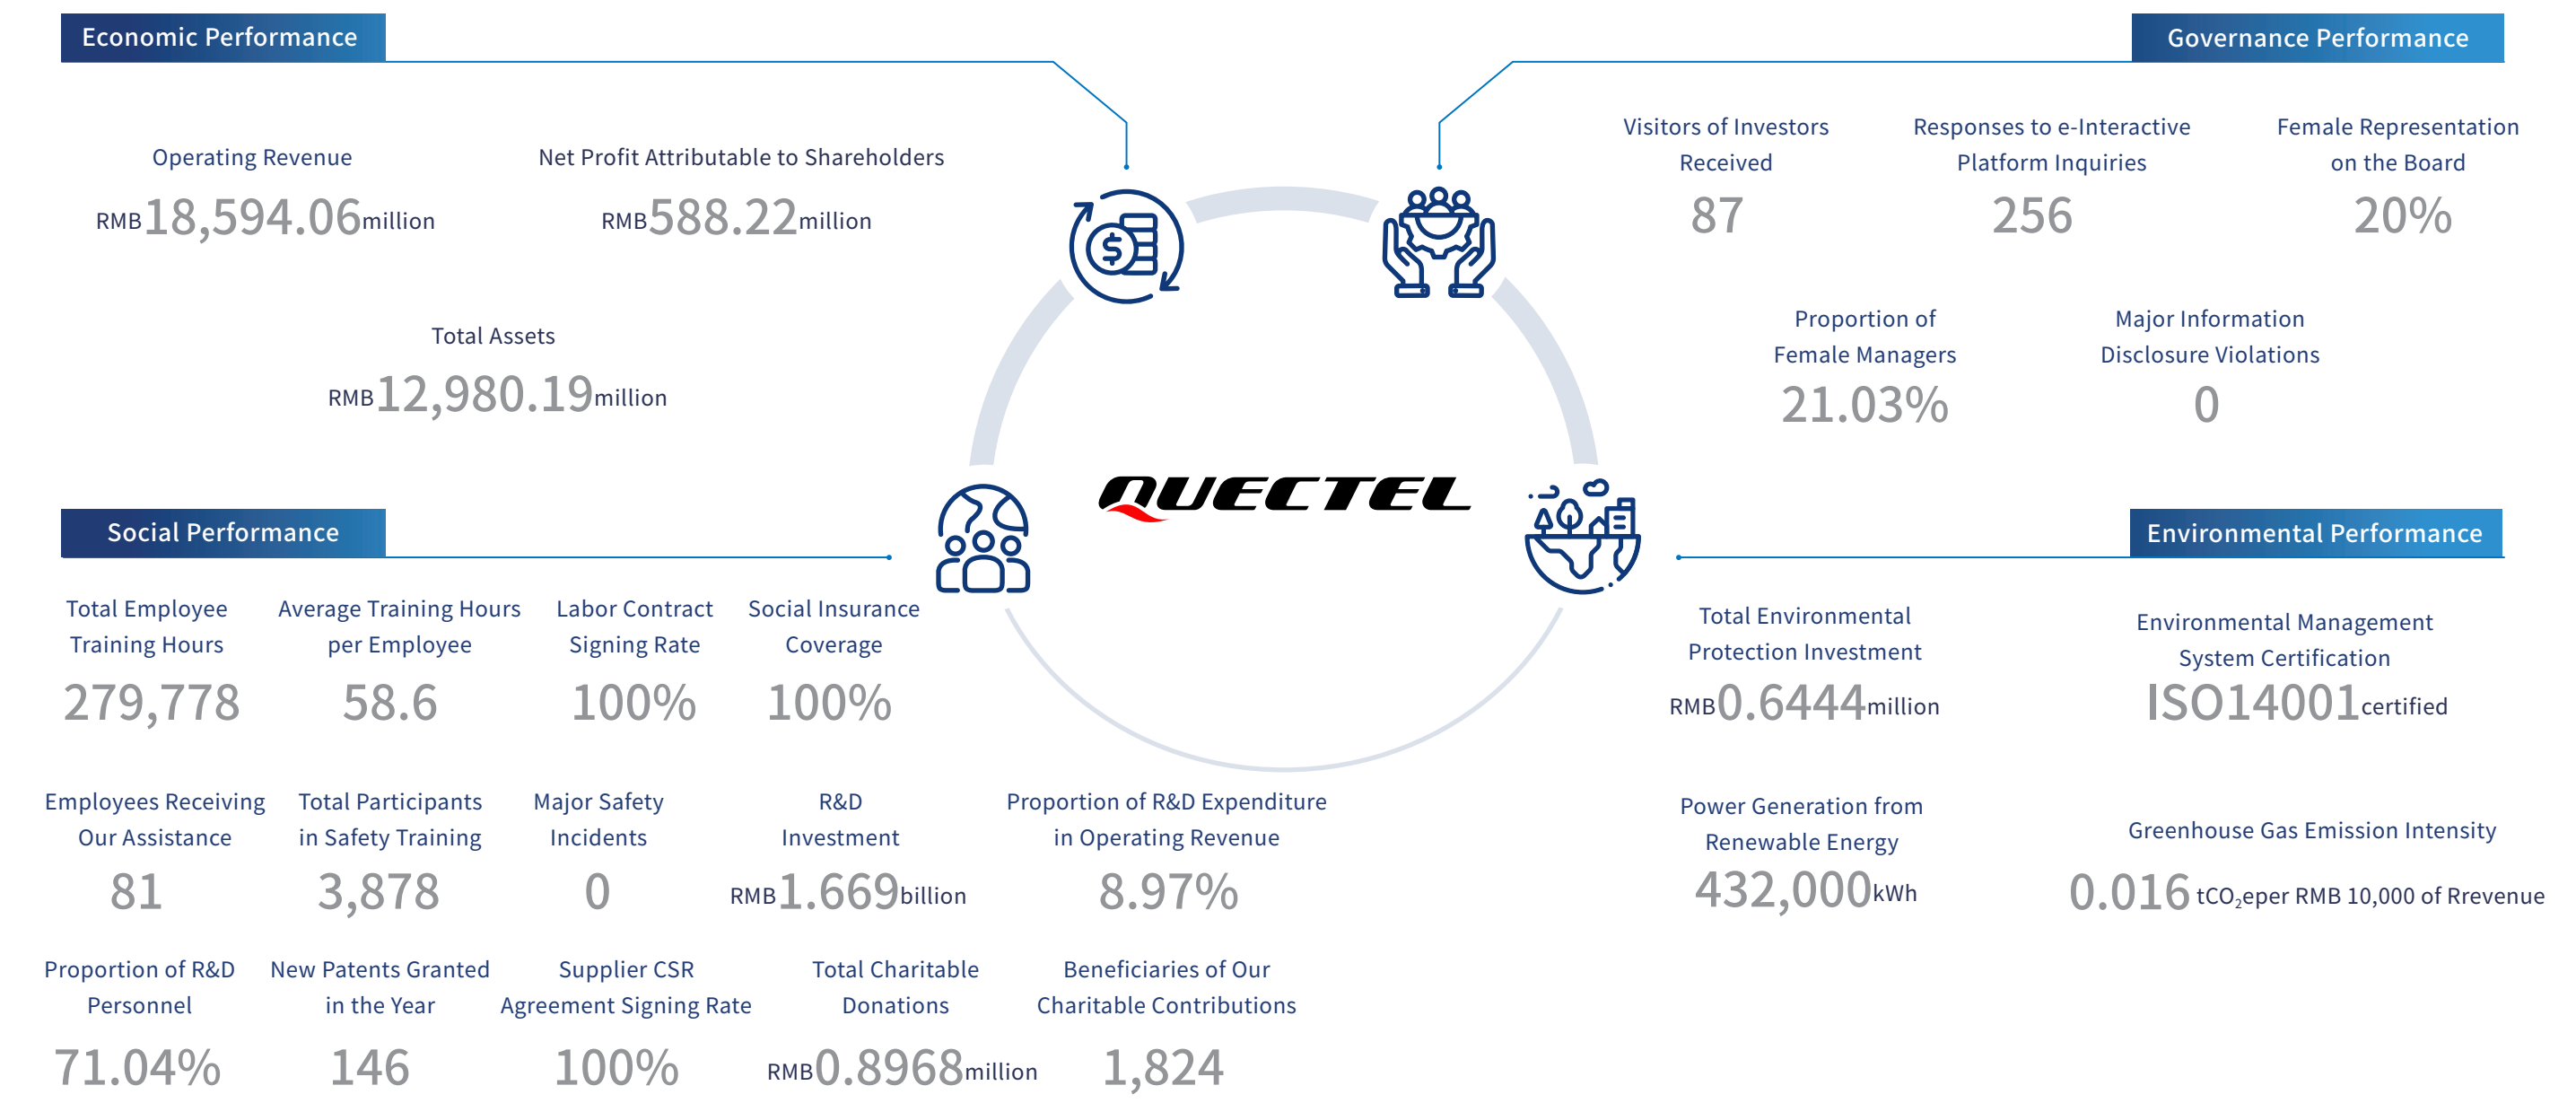 Economic Performance
Operating Revenue
RMB18,594.06million
Net Profit Attributable to Shareholders
RMB588.22million
Total Assets
RMB12,980.19million
Governance Performance
Visitors of Investors
Received
87
Responses to e-Interactive
Platform Inquiries
256
Female Representation
on the Board
20%
Proportion of
Female Managers
21.03%
Major Information
Disclosure Violations
0
QUECTEL
Social Performance
Total Employee
Training Hours
279,778
Average Training Hours
per Employee
58.6
Labor Contract
Signing Rate
100%
Social Insurance
Coverage
100%
Employees Receiving
Our Assistance
81
Total Participants
in Safety Training
3,878
Major Safety
Incidents
0
R&D
Investment
RMB1.669billion
Proportion of R&D Expenditure
in Operating Revenue
8.97%
Proportion of R&D
Personnel
71.04%
New Patents Granted
in the Year
146
Supplier CSR
Agreement Signing Rate
100%
Total Charitable
Donations
RMB0.8968million
Beneficiaries of Our
Charitable Contributions
1,824
Environmental Performance
Total Environmental
Protection Investment
RMB0.6444million
Environmental Management
System Certification
ISO14001certified
Power Generation from
Renewable Energy
432,000kWh
Greenhouse Gas Emission Intensity
0.016 tCO₂eper RMB 10,000 of Rrevenue